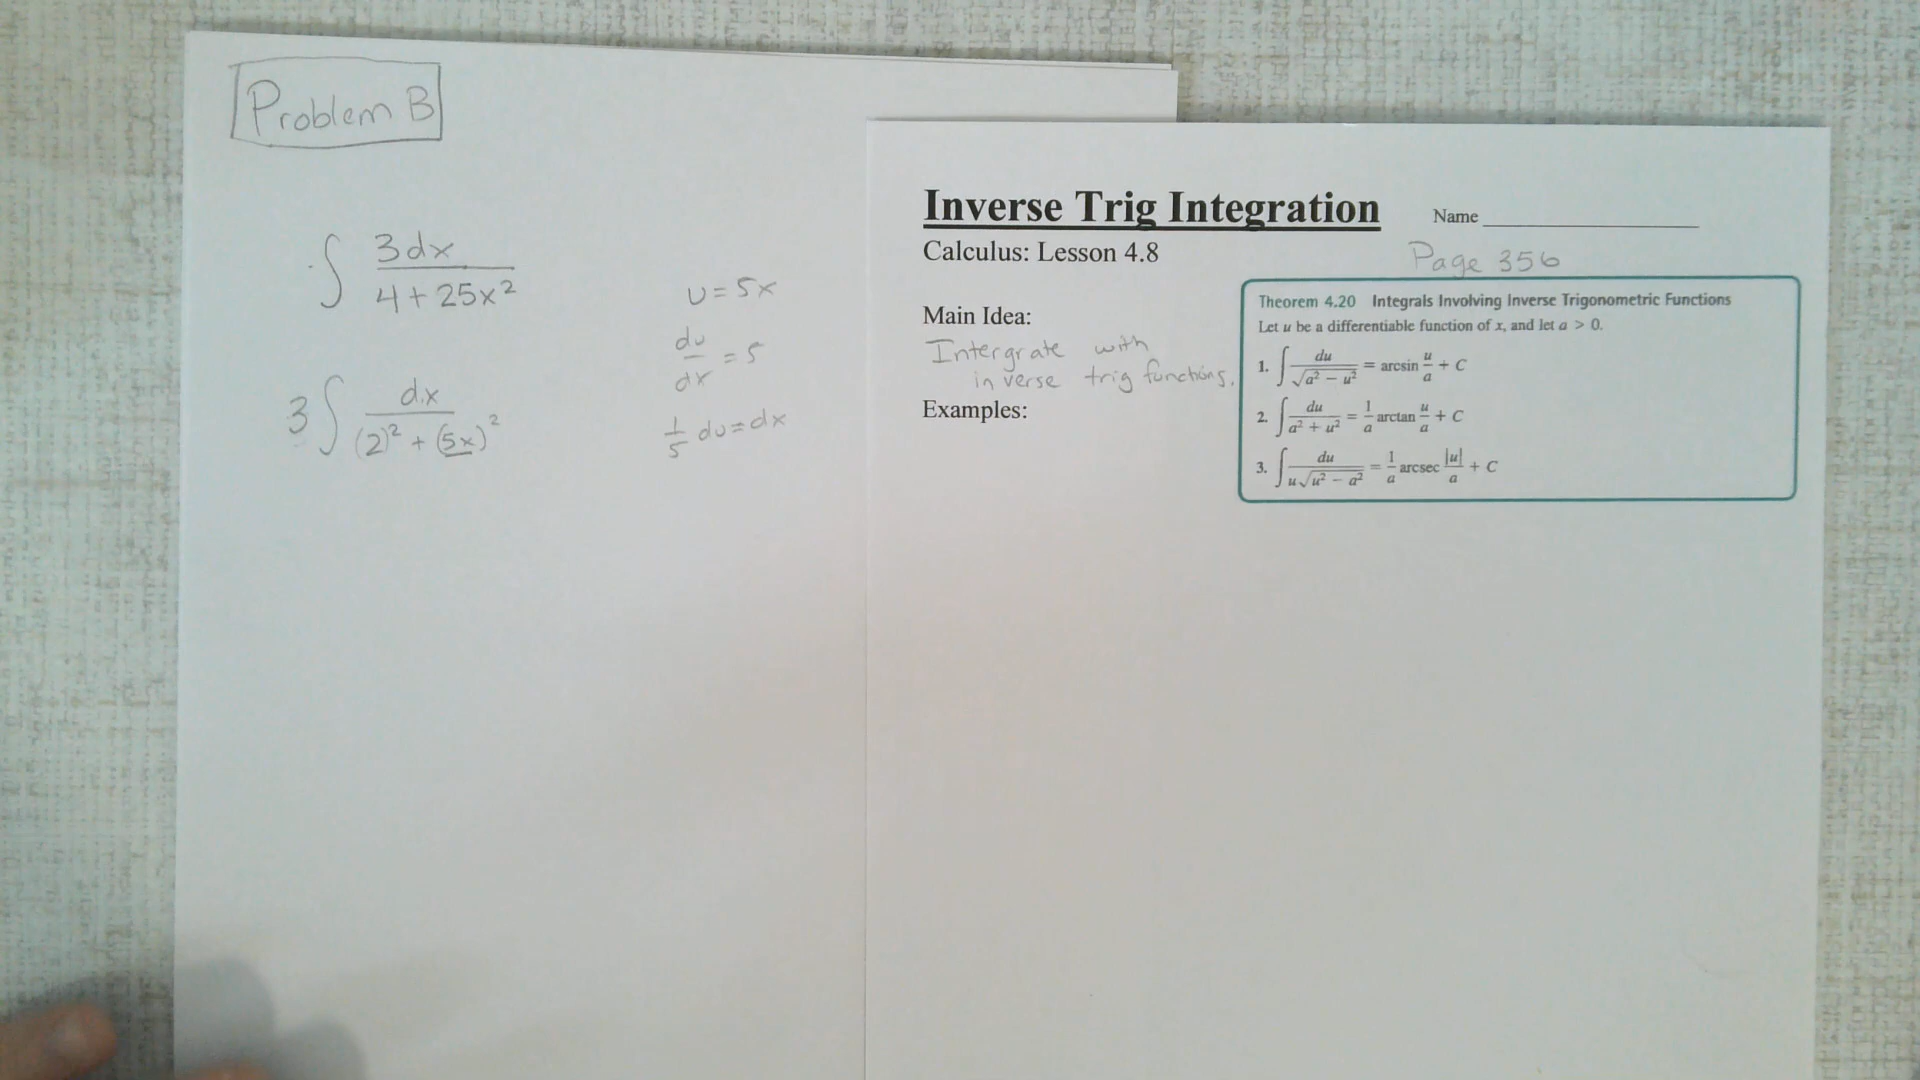 Problem B
∫ 3dx / 4 + 25x²
u = 5x
du/dx = 5
3∫ dx / (2)² + (5x)²
1/5 du = dx
Inverse Trig Integration
Name
Calculus: Lesson 4.8
Page 356
Main Idea:
Intergrate with
inverse trig functions.
Examples:
Theorem 4.20 Integrals Involving Inverse Trigonometric Functions
Let u be a differentiable function of x, and let a > 0.
1. ∫ du / √(a² − u²) = arcsin u/a + C
2. ∫ du / a² + u² = 1/a arctan u/a + C
3. ∫ du / u√(u² − a²) = 1/a arcsec |u|/a + C